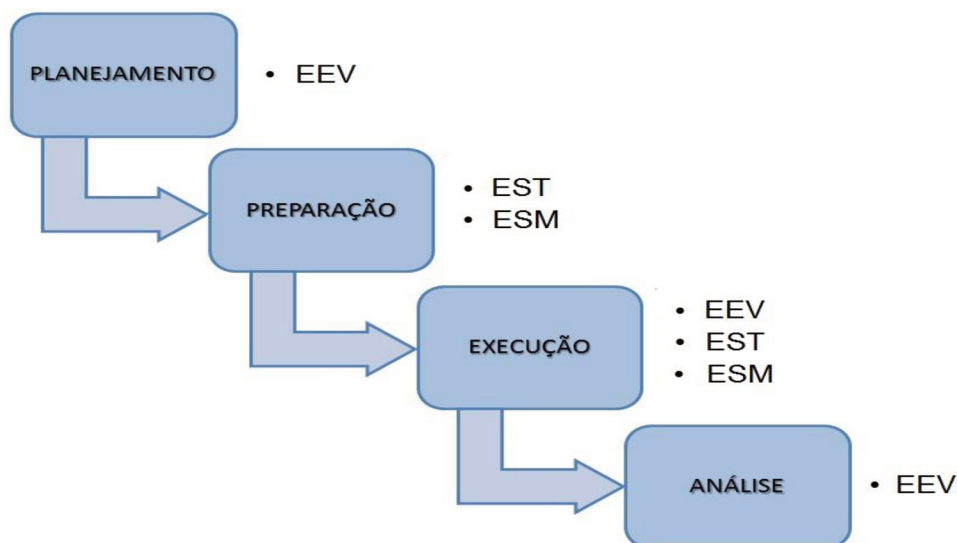 PLANEJAMENTO
• EEV
PREPARAÇÃO
• EST
• ESM
EXECUÇÃO
• EEV
• EST
• ESM
ANÁLISE
• EEV